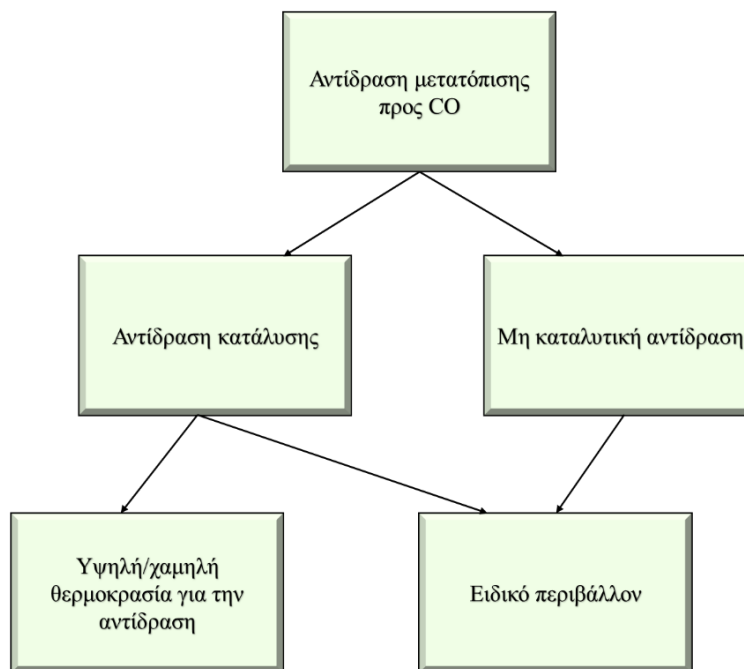 Αντίδραση μετατόπισης
προς CO
Αντίδραση κατάλυσης
Μη καταλυτική αντίδραση
Υψηλή/χαμηλή
θερμοκρασία για την
αντίδραση
Ειδικό περιβάλλον